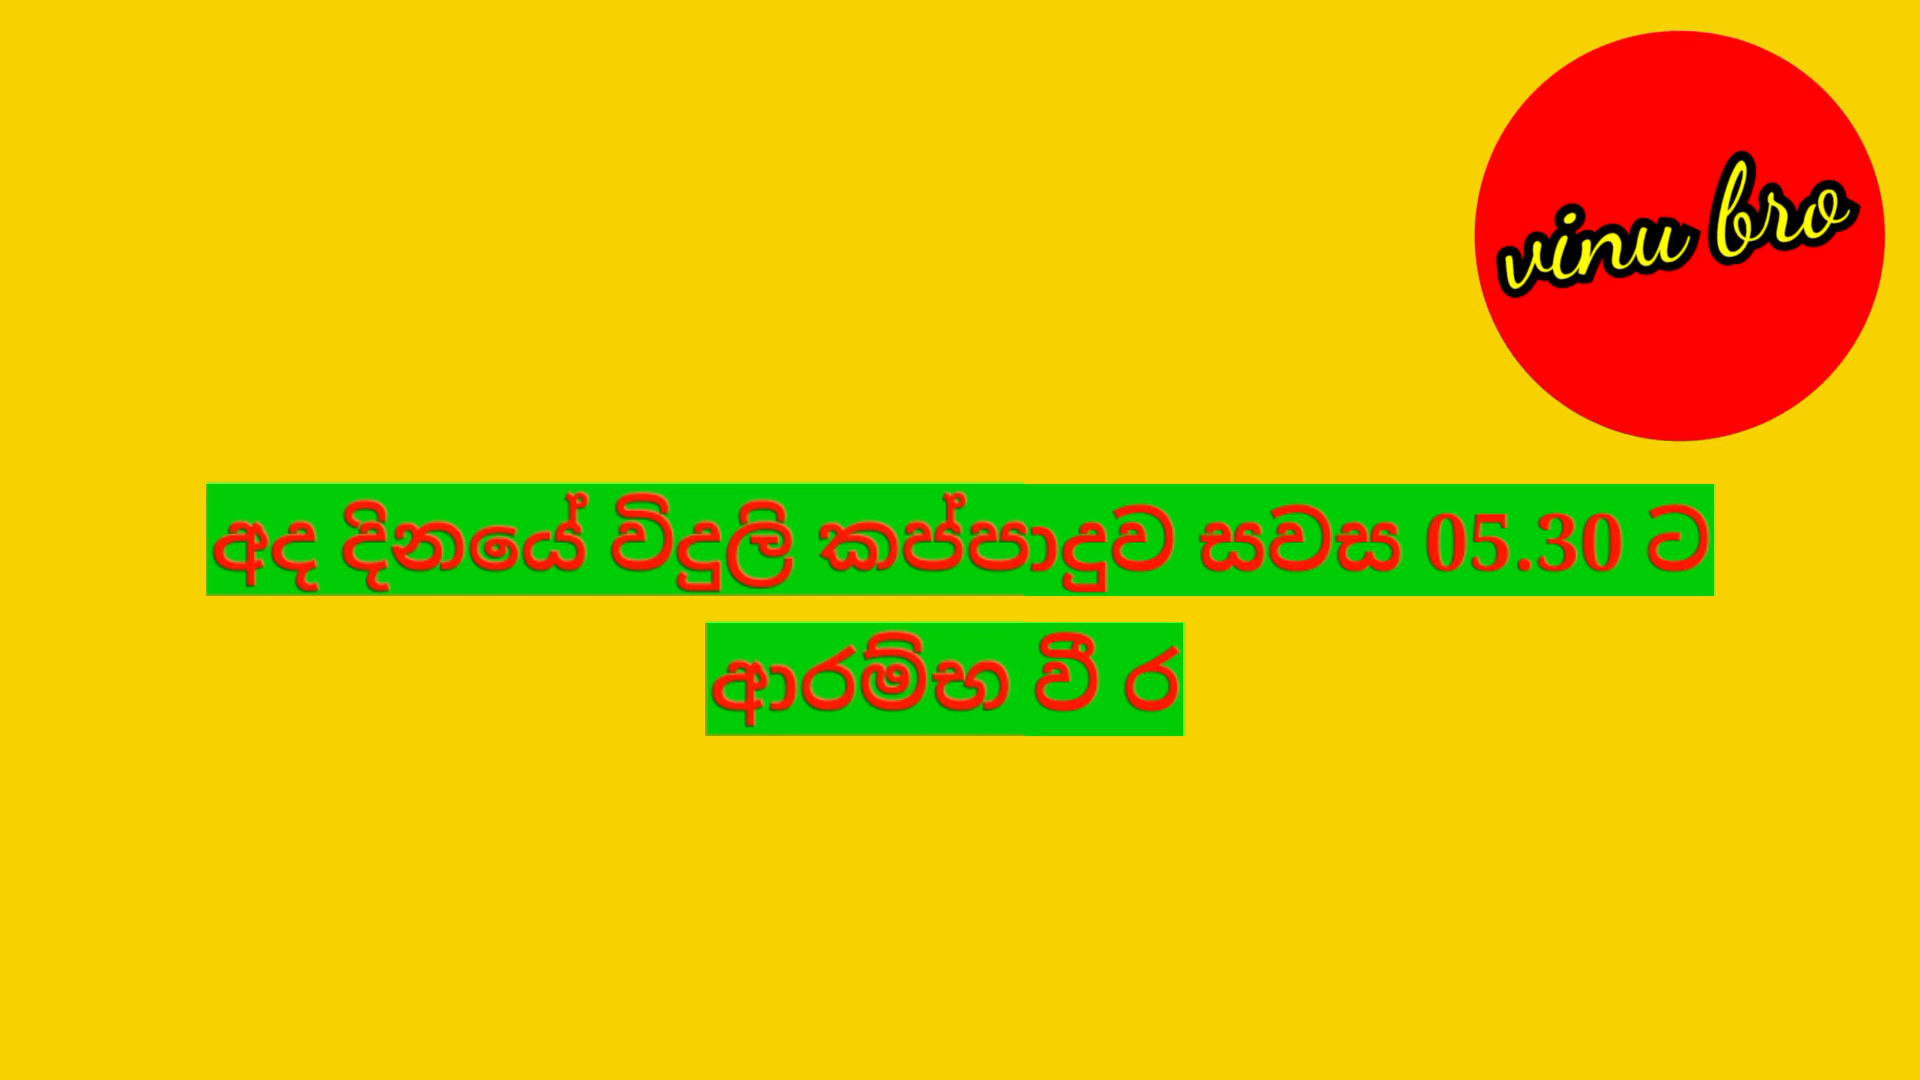 vinu bro
අද දිනයේ විදුලි කප්පාදුව සවස 05.30 ට
ආරම්භ වී ර